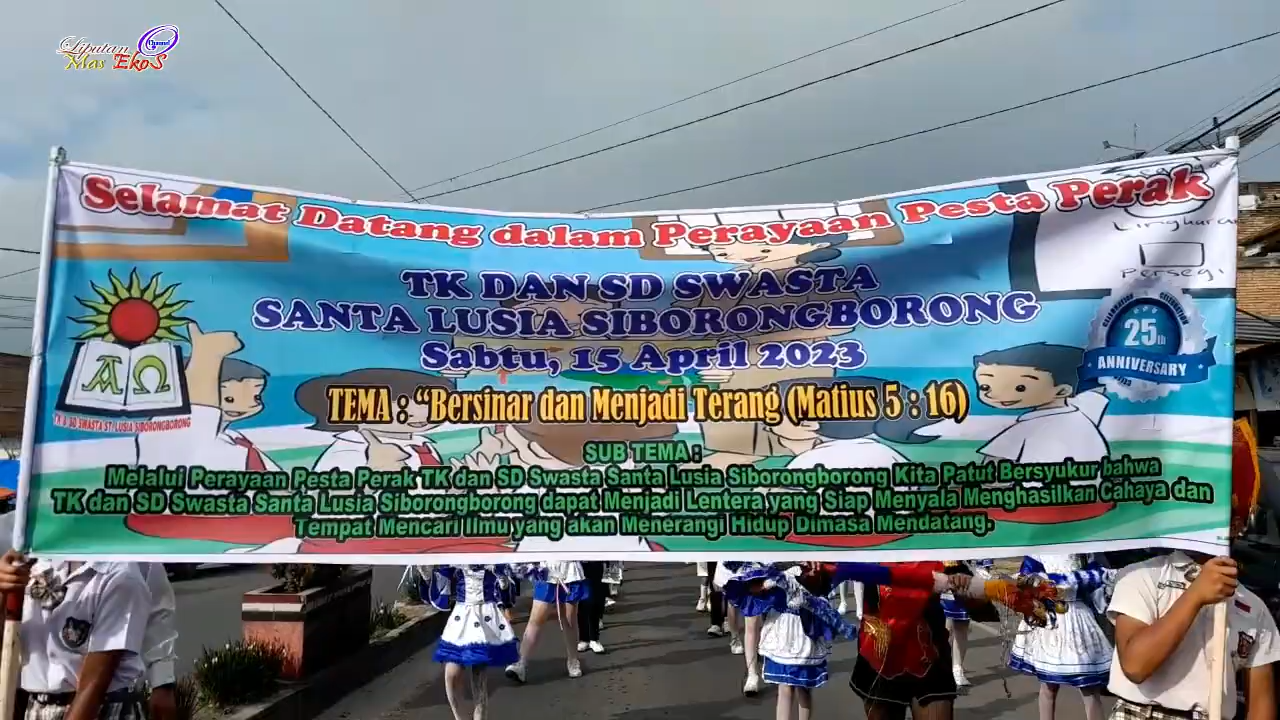 Liputan Channel
Mas EkoS
Selamat Datang dalam Perayaan Pesta Perak
Lingkaran
Persegi
TK DAN SD SWASTA
SANTA LUSIA SIBORONGBORONG
Sabtu, 15 April 2023
TEMA : “Bersinar dan Menjadi Terang (Matius 5 : 16)
SUB TEMA :
Melalui Perayaan Pesta Perak TK dan SD Swasta Santa Lusia Siborongborong Kita Patut Bersyukur bahwa
TK dan SD Swasta Santa Lusia Siborongborong dapat Menjadi Lentera yang Siap Menyala Menghasilkan Cahaya dan
Tempat Mencari Ilmu yang akan Menerangi Hidup Dimasa Mendatang.
Α Ω
TK & SD SWASTA ST. LUSIA SIBORONGBORONG
CELEBRATION
25th
ANNIVERSARY